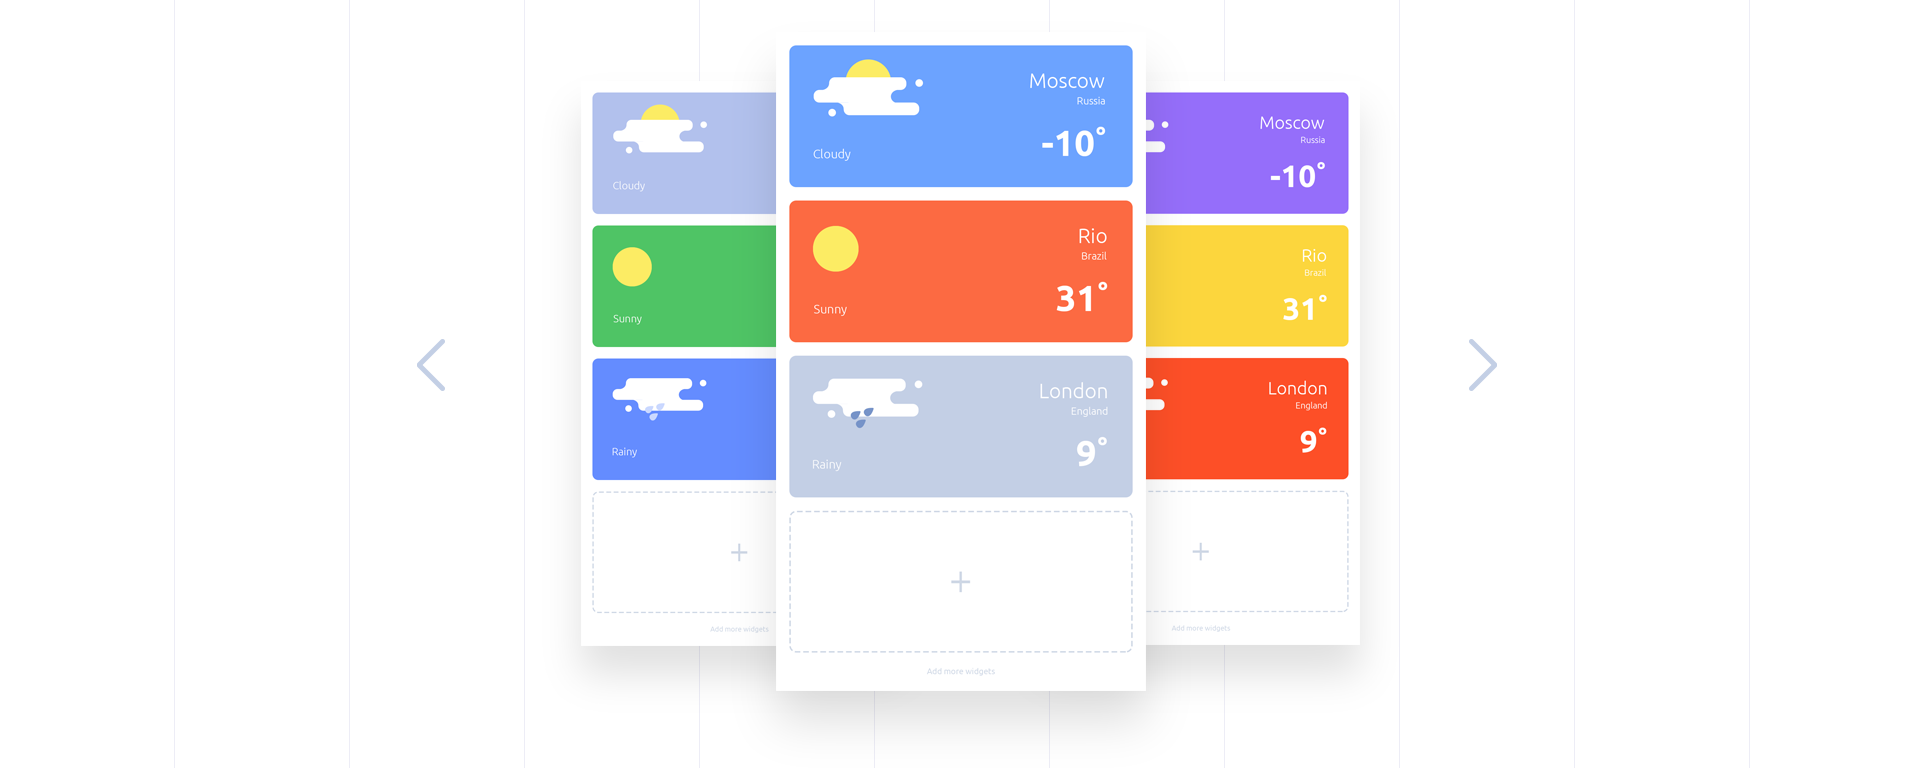 Cloudy
Sunny
Rainy
Add more widgets
Moscow
Russia
-10°
Cloudy
Rio
Brazil
31°
Sunny
London
England
9°
Rainy
Add more widgets
Moscow
Russia
-10°
Rio
Brazil
31°
London
England
9°
Add more widgets